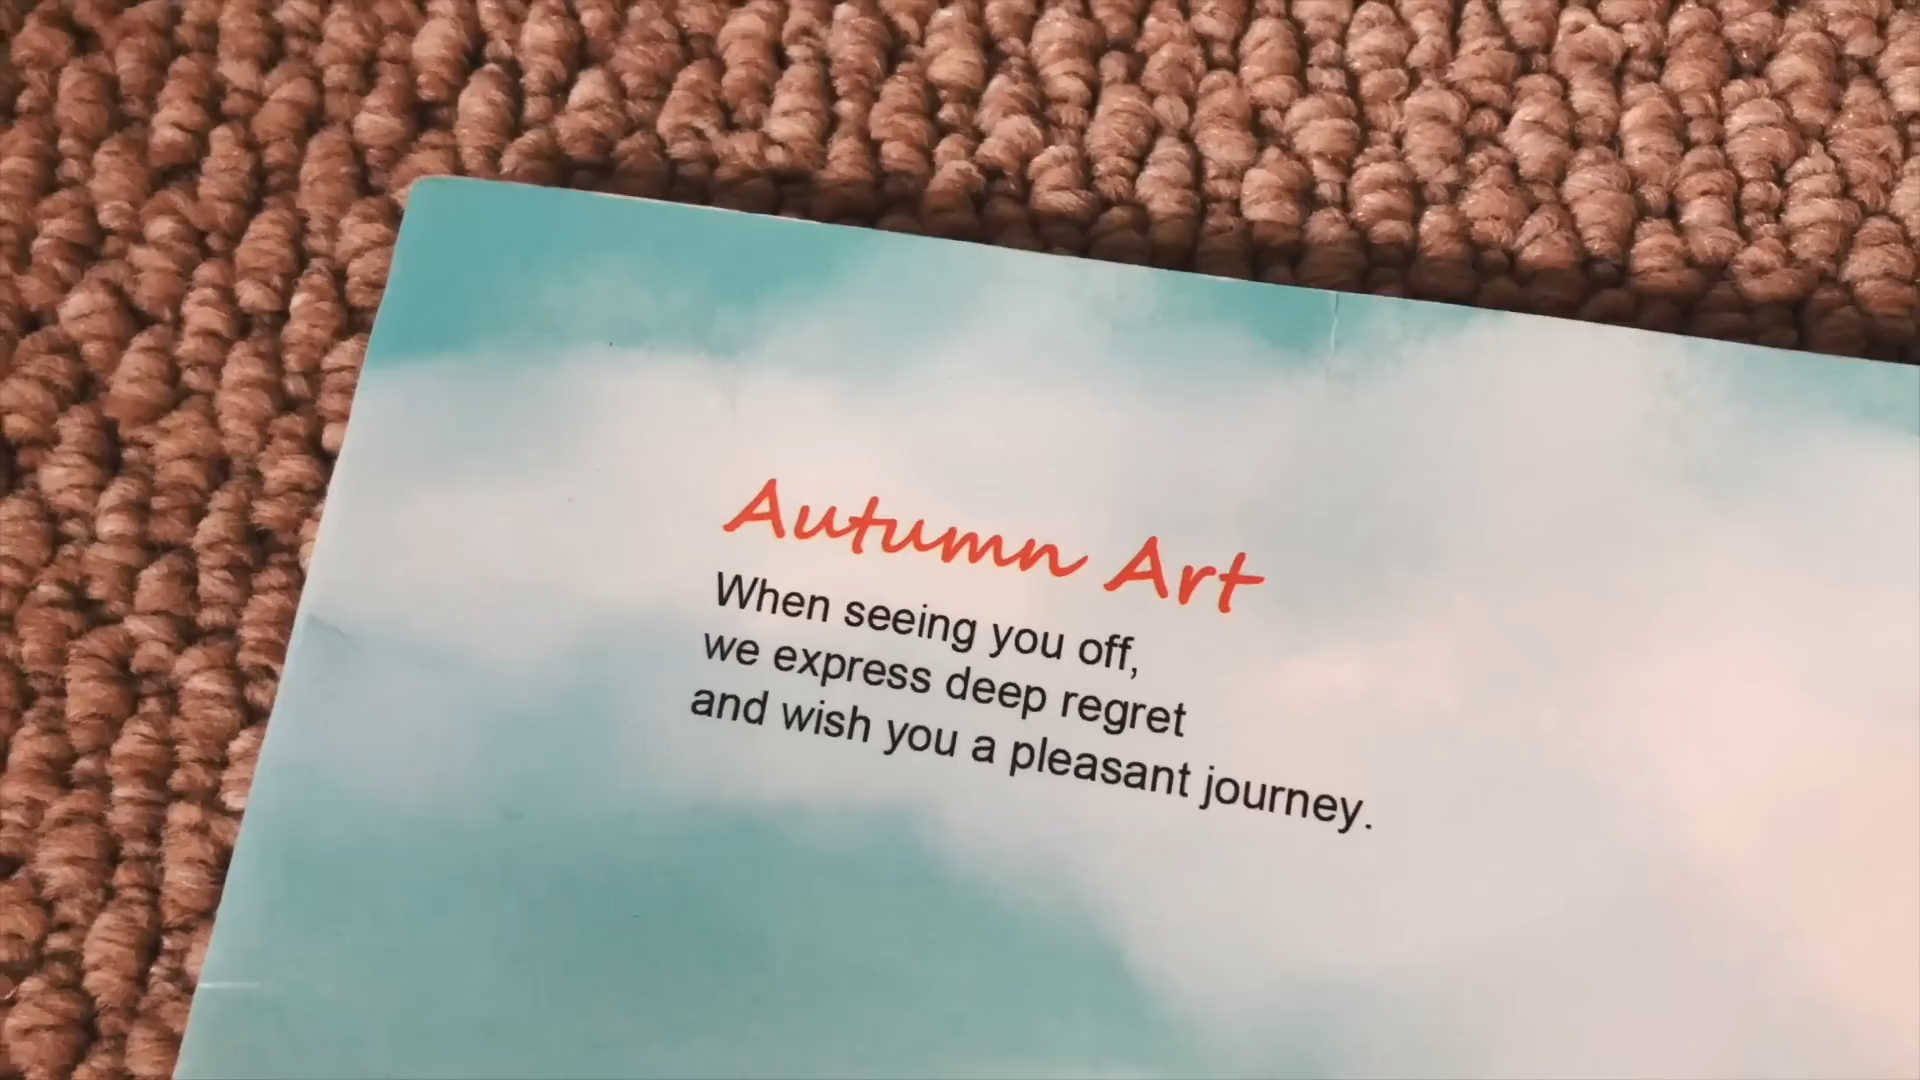 Autumn Art
When seeing you off,
we express deep regret
and wish you a pleasant journey.